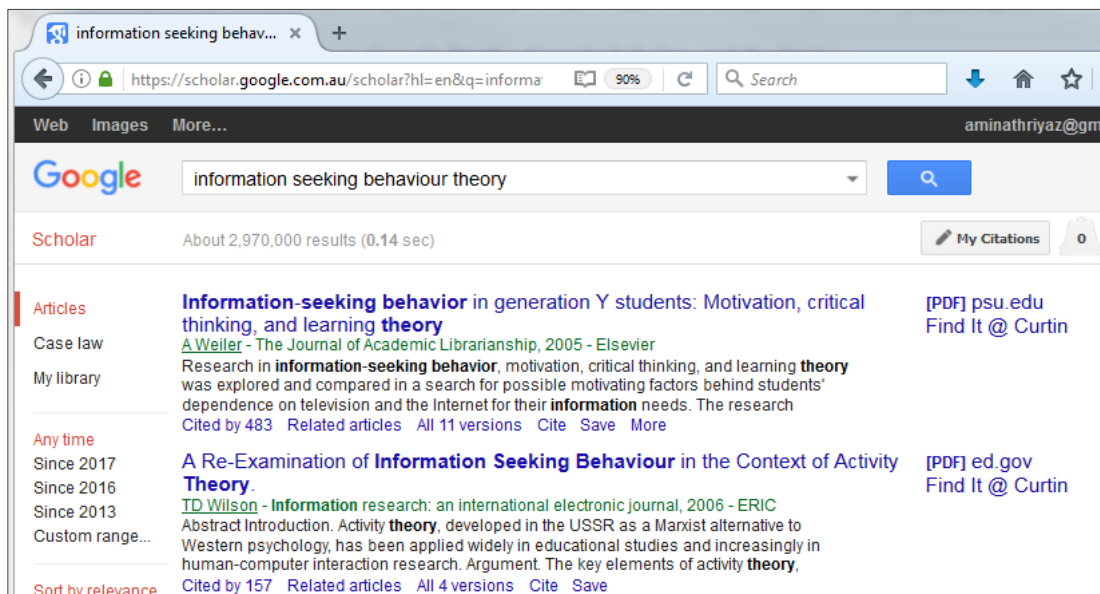 information seeking behav... × +
https://scholar.google.com.au/scholar?hl=en&q=informa 90% Search
Web Images More... aminathriyaz@gm
Google information seeking behaviour theory
Scholar About 2,970,000 results (0.14 sec) My Citations 0
Articles
Case law
My library
Any time
Since 2017
Since 2016
Since 2013
Custom range...
Sort by relevance
Information-seeking behavior in generation Y students: Motivation, critical
thinking, and learning theory
A Weiler - The Journal of Academic Librarianship, 2005 - Elsevier
Research in information-seeking behavior, motivation, critical thinking, and learning theory
was explored and compared in a search for possible motivating factors behind students'
dependence on television and the Internet for their information needs. The research
Cited by 483 Related articles All 11 versions Cite Save More
[PDF] psu.edu
Find It @ Curtin
A Re-Examination of Information Seeking Behaviour in the Context of Activity
Theory.
TD Wilson - Information research: an international electronic journal, 2006 - ERIC
Abstract Introduction. Activity theory, developed in the USSR as a Marxist alternative to
Western psychology, has been applied widely in educational studies and increasingly in
human-computer interaction research. Argument. The key elements of activity theory,
Cited by 157 Related articles All 4 versions Cite Save
[PDF] ed.gov
Find It @ Curtin